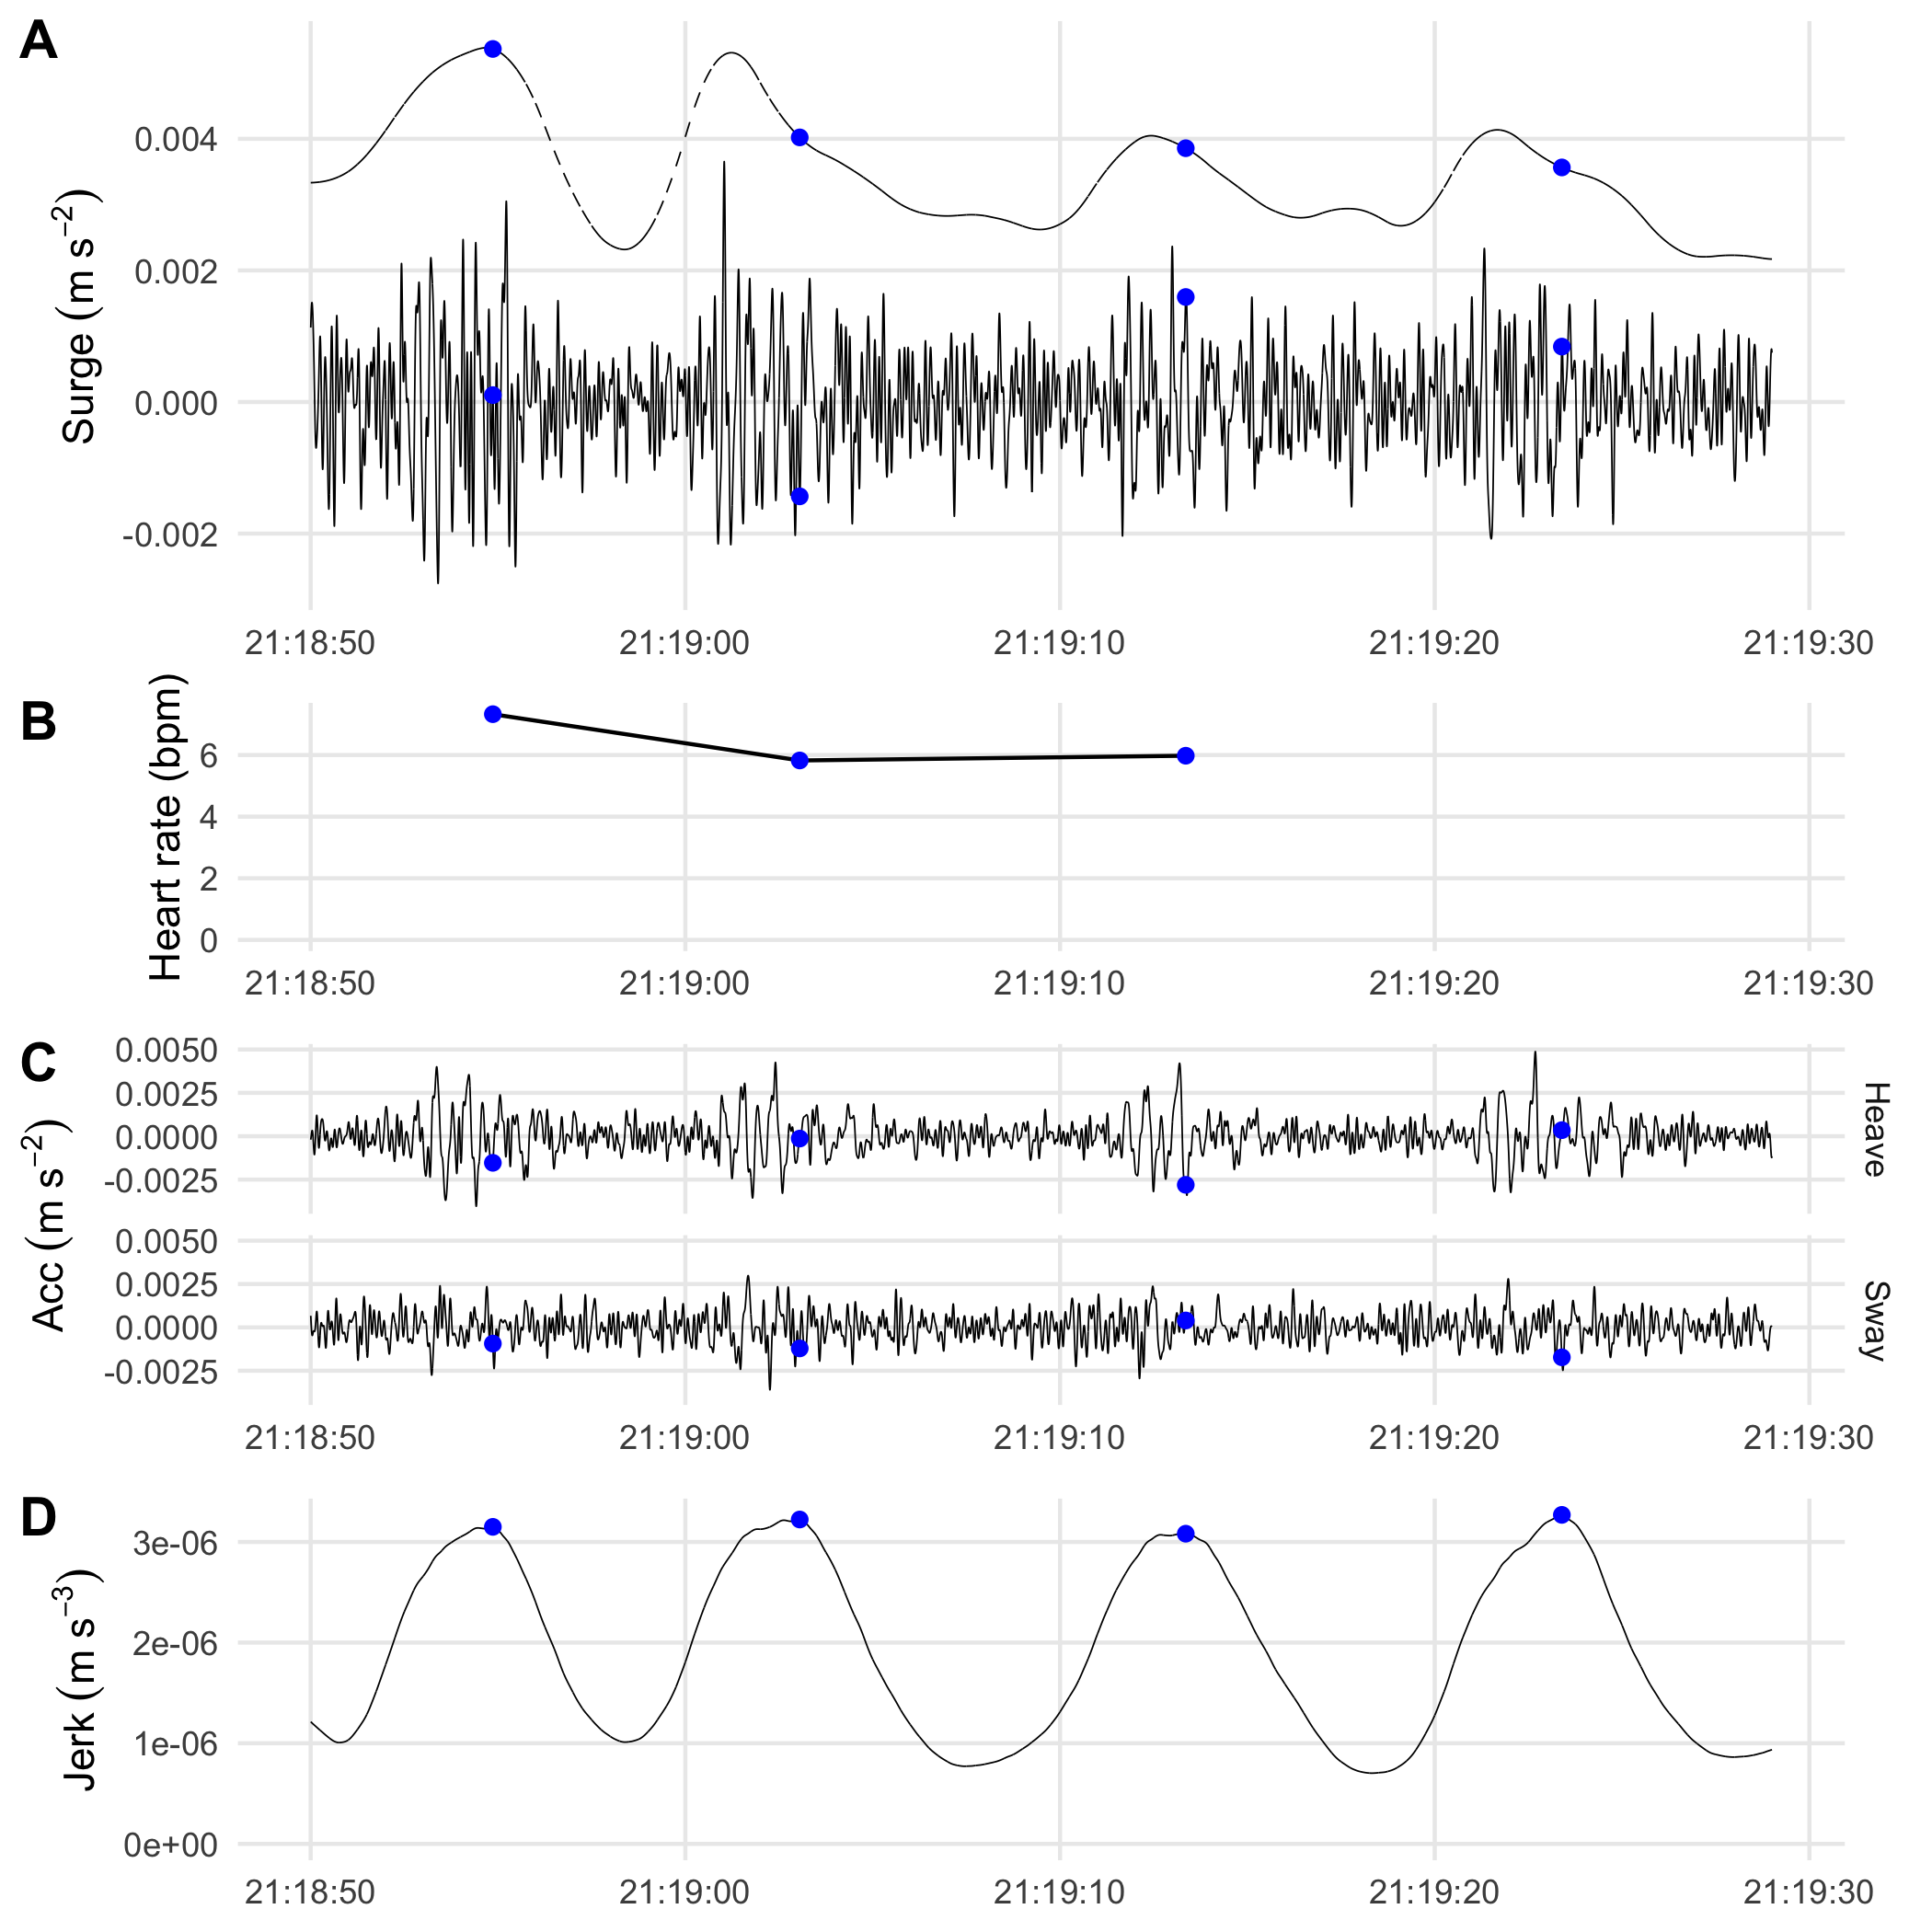 A
Surge (m s⁻²)
0.004
0.002
0.000
-0.002
21:18:50 21:19:00 21:19:10 21:19:20 21:19:30
B
Heart rate (bpm)
6
4
2
0
21:18:50 21:19:00 21:19:10 21:19:20 21:19:30
C
Acc (m s⁻²)
0.0050
0.0025
0.0000
-0.0025
Heave
0.0050
0.0025
0.0000
-0.0025
Sway
21:18:50 21:19:00 21:19:10 21:19:20 21:19:30
D
Jerk (m s⁻³)
3e-06
2e-06
1e-06
0e+00
21:18:50 21:19:00 21:19:10 21:19:20 21:19:30